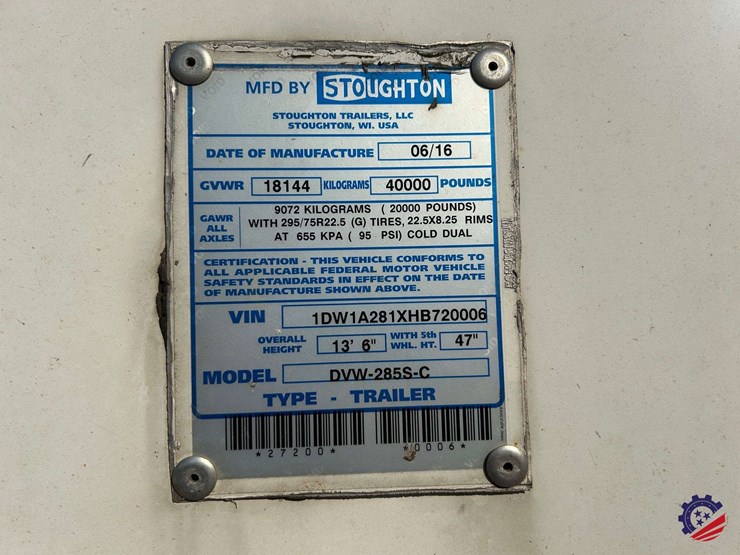 MFD BY STOUGHTON
STOUGHTON TRAILERS, LLC
STOUGHTON, WI. USA
DATE OF MANUFACTURE 06/16
GVWR 18144 KILOGRAMS 40000 POUNDS
GAWR ALL AXLES
9072 KILOGRAMS ( 20000 POUNDS)
WITH 295/75R22.5 (G) TIRES, 22.5X8.25 RIMS
AT 655 KPA ( 95 PSI) COLD DUAL
CERTIFICATION - THIS VEHICLE CONFORMS TO
ALL APPLICABLE FEDERAL MOTOR VEHICLE
SAFETY STANDARDS IN EFFECT ON THE DATE
OF MANUFACTURE SHOWN ABOVE.
VIN 1DW1A281XHB720006
OVERALL HEIGHT 13' 6" WITH 5th WHL. HT. 47"
MODEL DVW-285S-C
TYPE - TRAILER
*27200* *0006*